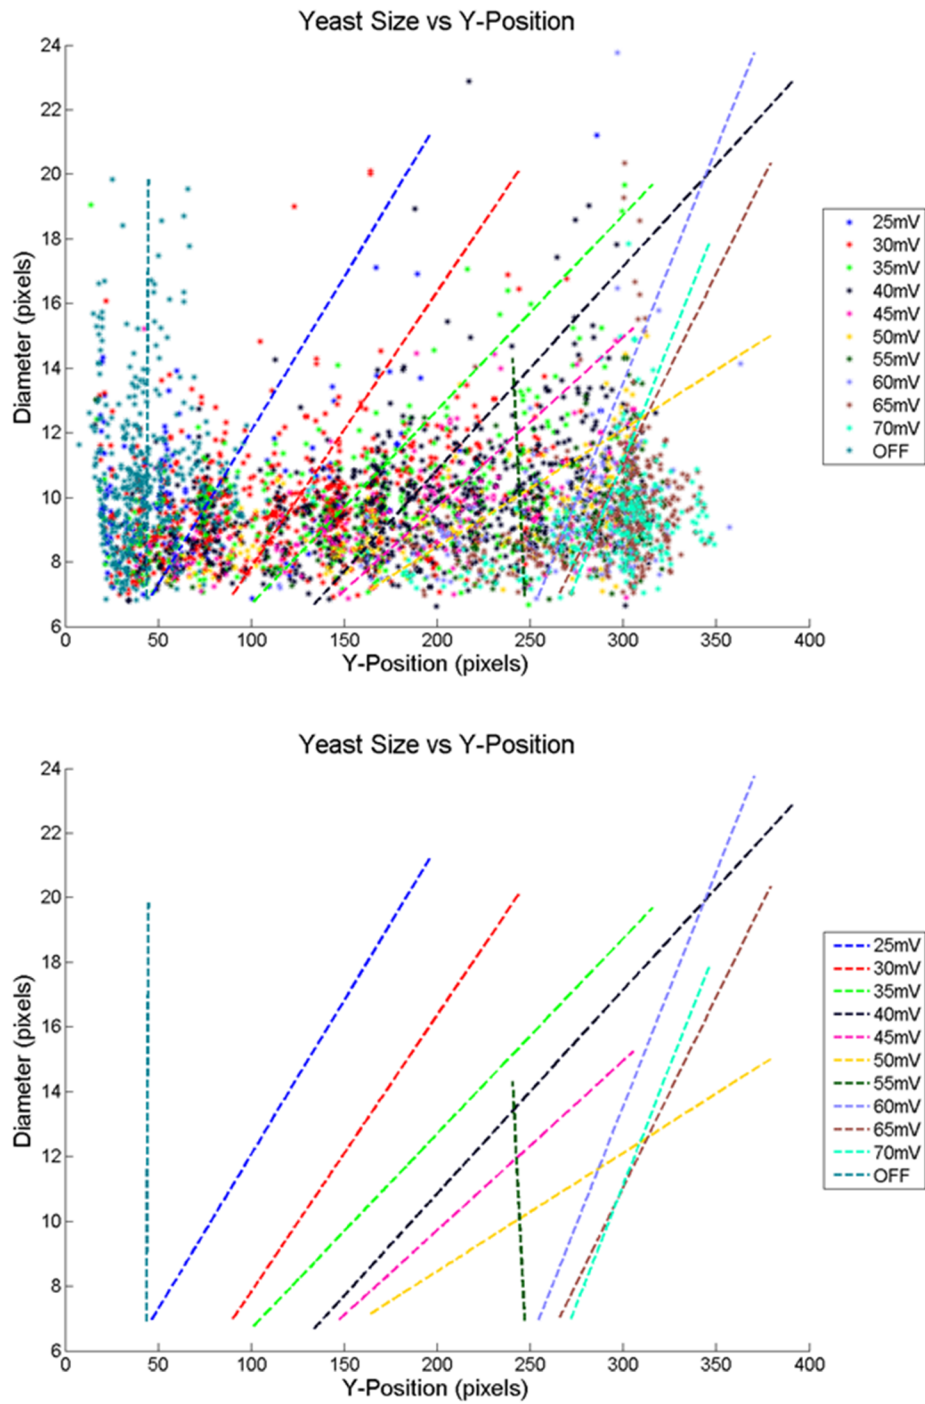 Yeast Size vs Y-Position
24
22
20
18
16
14
12
10
8
6
Diameter (pixels)
0 50 100 150 200 250 300 350 400
Y-Position (pixels)
25mV
30mV
35mV
40mV
45mV
50mV
55mV
60mV
65mV
70mV
OFF
Yeast Size vs Y-Position
24
22
20
18
16
14
12
10
8
6
Diameter (pixels)
0 50 100 150 200 250 300 350 400
Y-Position (pixels)
25mV
30mV
35mV
40mV
45mV
50mV
55mV
60mV
65mV
70mV
OFF